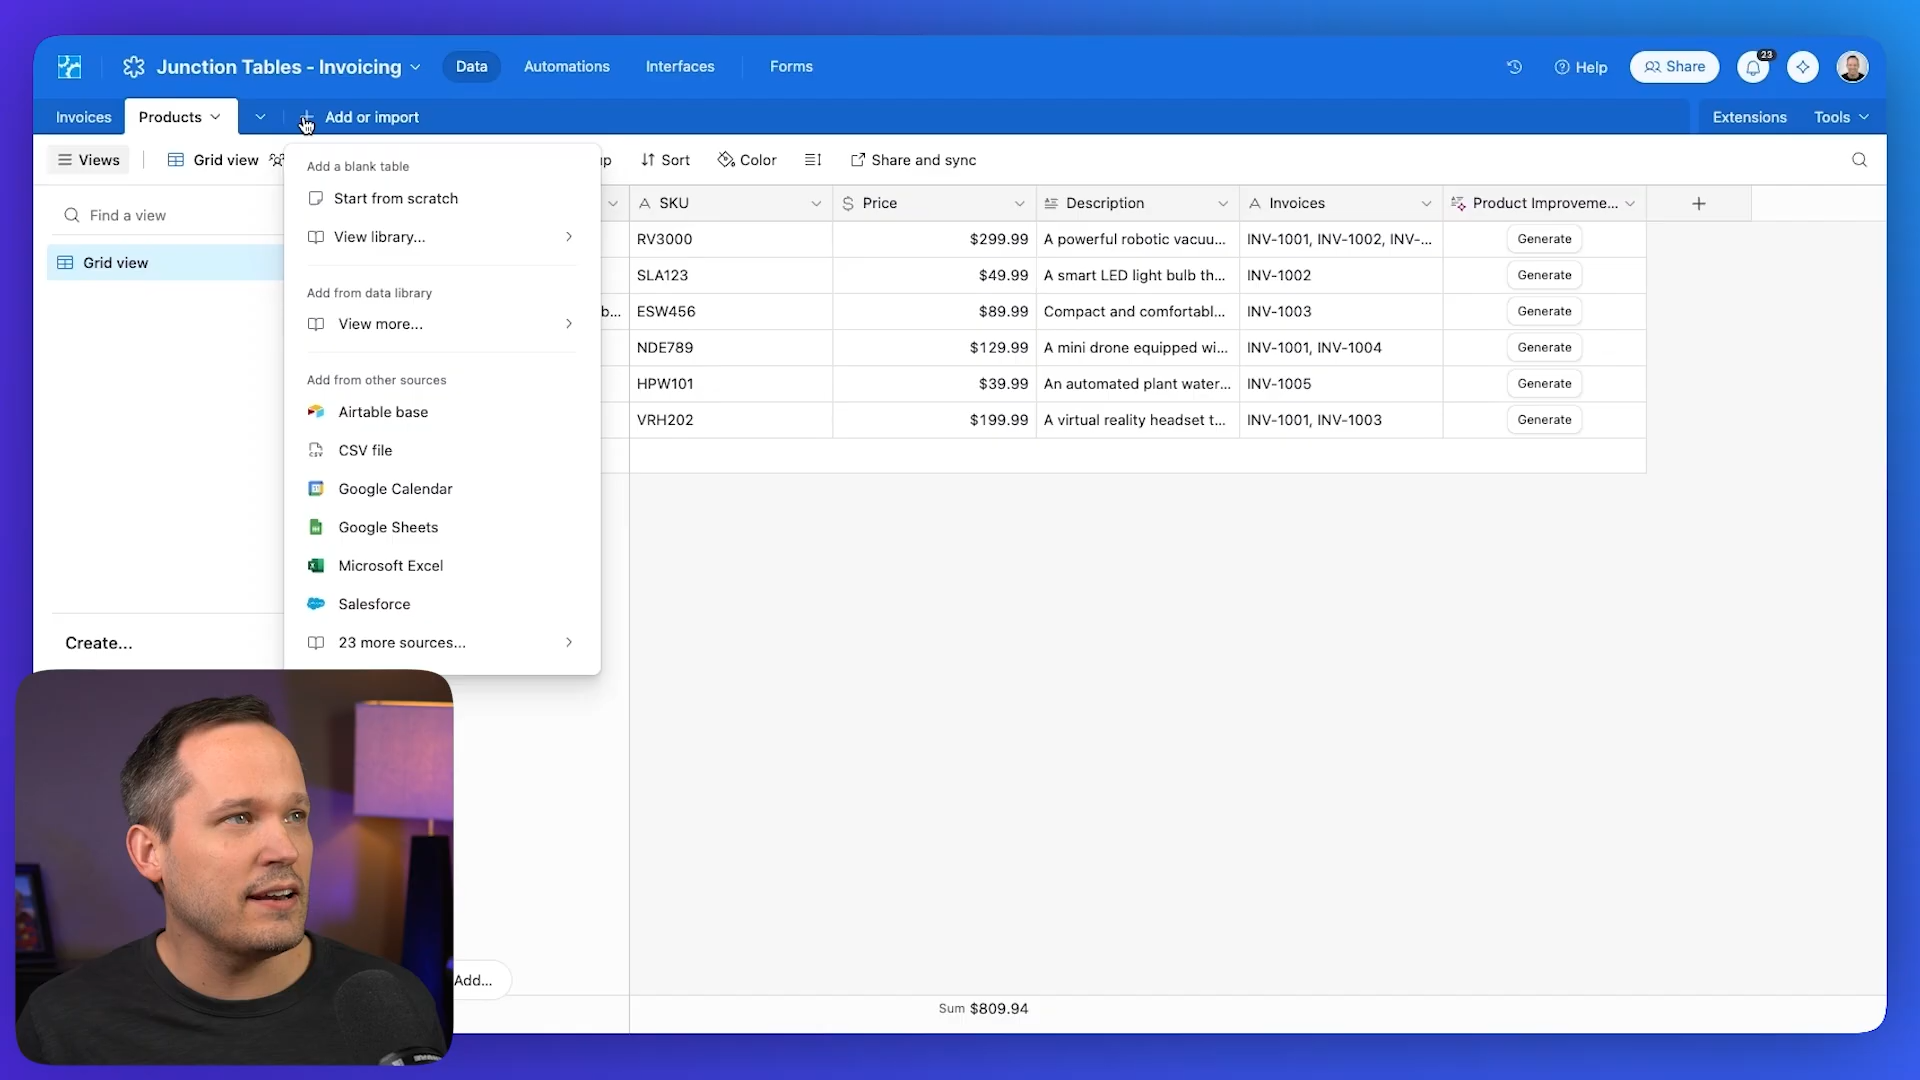 Junction Tables - Invoicing
Data
Automations
Interfaces
Forms
Help
Share
23
Invoices
Products
Add or import
Extensions
Tools
Views
Grid view
Sort
Color
Share and sync
Find a view
Grid view
Create...
Add a blank table
Start from scratch
View library...
Add from data library
View more...
Add from other sources
Airtable base
CSV file
Google Calendar
Google Sheets
Microsoft Excel
Salesforce
23 more sources...
SKU Price Description Invoices Product Improveme...
RV3000 $299.99 A powerful robotic vacuu... INV-1001, INV-1002, INV-... Generate
SLA123 $49.99 A smart LED light bulb th... INV-1002 Generate
b... ESW456 $89.99 Compact and comfortabl... INV-1003 Generate
NDE789 $129.99 A mini drone equipped wi... INV-1001, INV-1004 Generate
HPW101 $39.99 An automated plant water... INV-1005 Generate
VRH202 $199.99 A virtual reality headset t... INV-1001, INV-1003 Generate
Add...
Sum $809.94